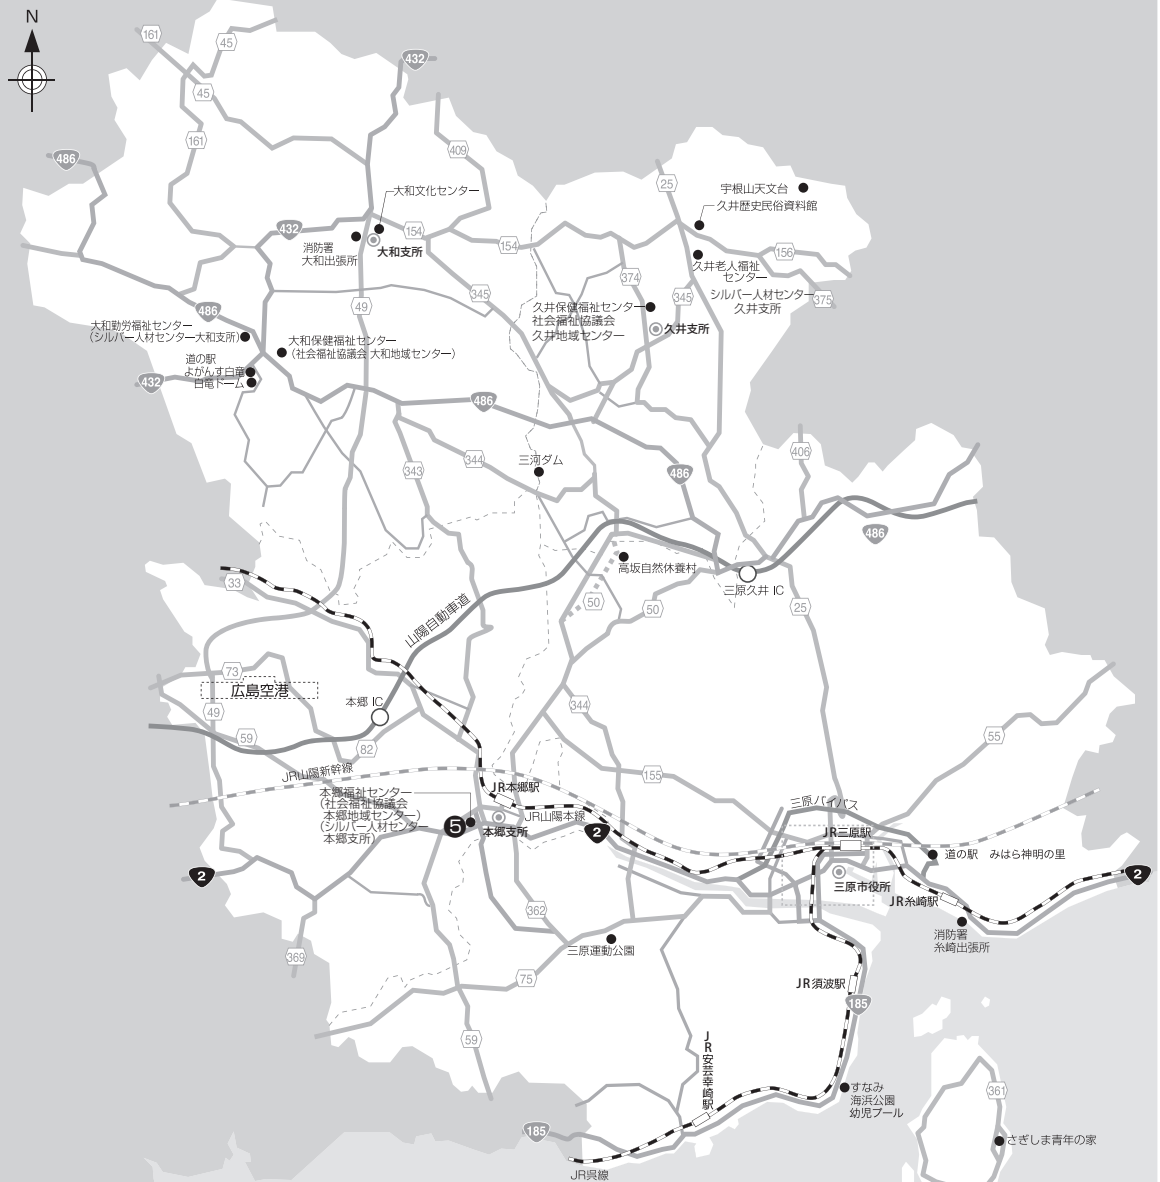 N
161
45
432
45
161
409
486
25
宇根山天文台
大和文化センター
久井歴史民俗資料館
432
154
消防署
大和出張所
大和支所
154
156
久井老人福祉
センター
374
345
345
シルバー人材センター
久井支所
375
49
486
久井保健福祉センター
社会福祉協議会
久井地域センター
久井支所
大和勤労福祉センター
(シルバー人材センター大和支所)
大和保健福祉センター
(社会福祉協議会 大和地域センター)
道の駅
よがんす白竜
白竜ドーム
432
486
406
343
344
三河ダム
486
486
高坂自然休養村
三原久井 IC
33
50
50
25
山陽自動車道
73
広島空港
本郷 IC
49
344
59
82
55
JR山陽新幹線
155
JR本郷駅
本郷福祉センター
(社会福祉協議会
本郷地域センター)
(シルバー人材センター
本郷支所)
5
本郷支所
JR山陽本線
2
三原バイパス
JR三原駅
道の駅 みはら神明の里
2
2
三原市役所
JR糸崎駅
362
消防署
糸崎出張所
369
三原運動公園
75
JR須波駅
185
59
JR安芸幸崎駅
すなみ
海浜公園
幼児プール
361
185
さぎしま青年の家
JR呉線